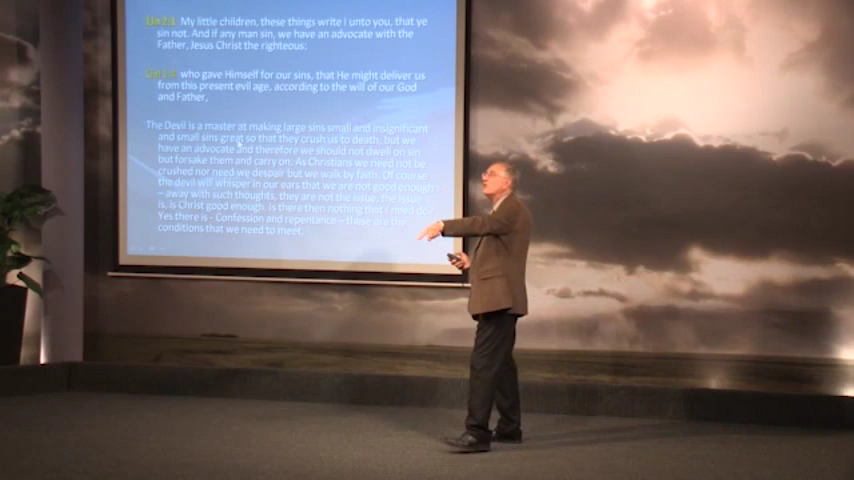 1Jn 2:1 My little children, these things write I unto you, that ye
sin not. And if any man sin, we have an advocate with the
Father, Jesus Christ the righteous:
who gave Himself for our sins, that He might deliver us
from this present evil age, according to the will of our God
and Father,
The Devil is a master at making large sins small and insignificant
and small sins great so that they crush us to death, but we
have an advocate and therefore we should not dwell on sin
but forsake them and carry on. As Christians we need not be
crushed nor need we despair but we walk by faith. Of course
the devil will whisper in our ears that we are not good enough
– away with such thoughts, they are not the issue, the issue
is, is Christ good enough. Is there then nothing that I need do?
Yes there is - Confession and repentance – these are the
conditions that we need to meet.